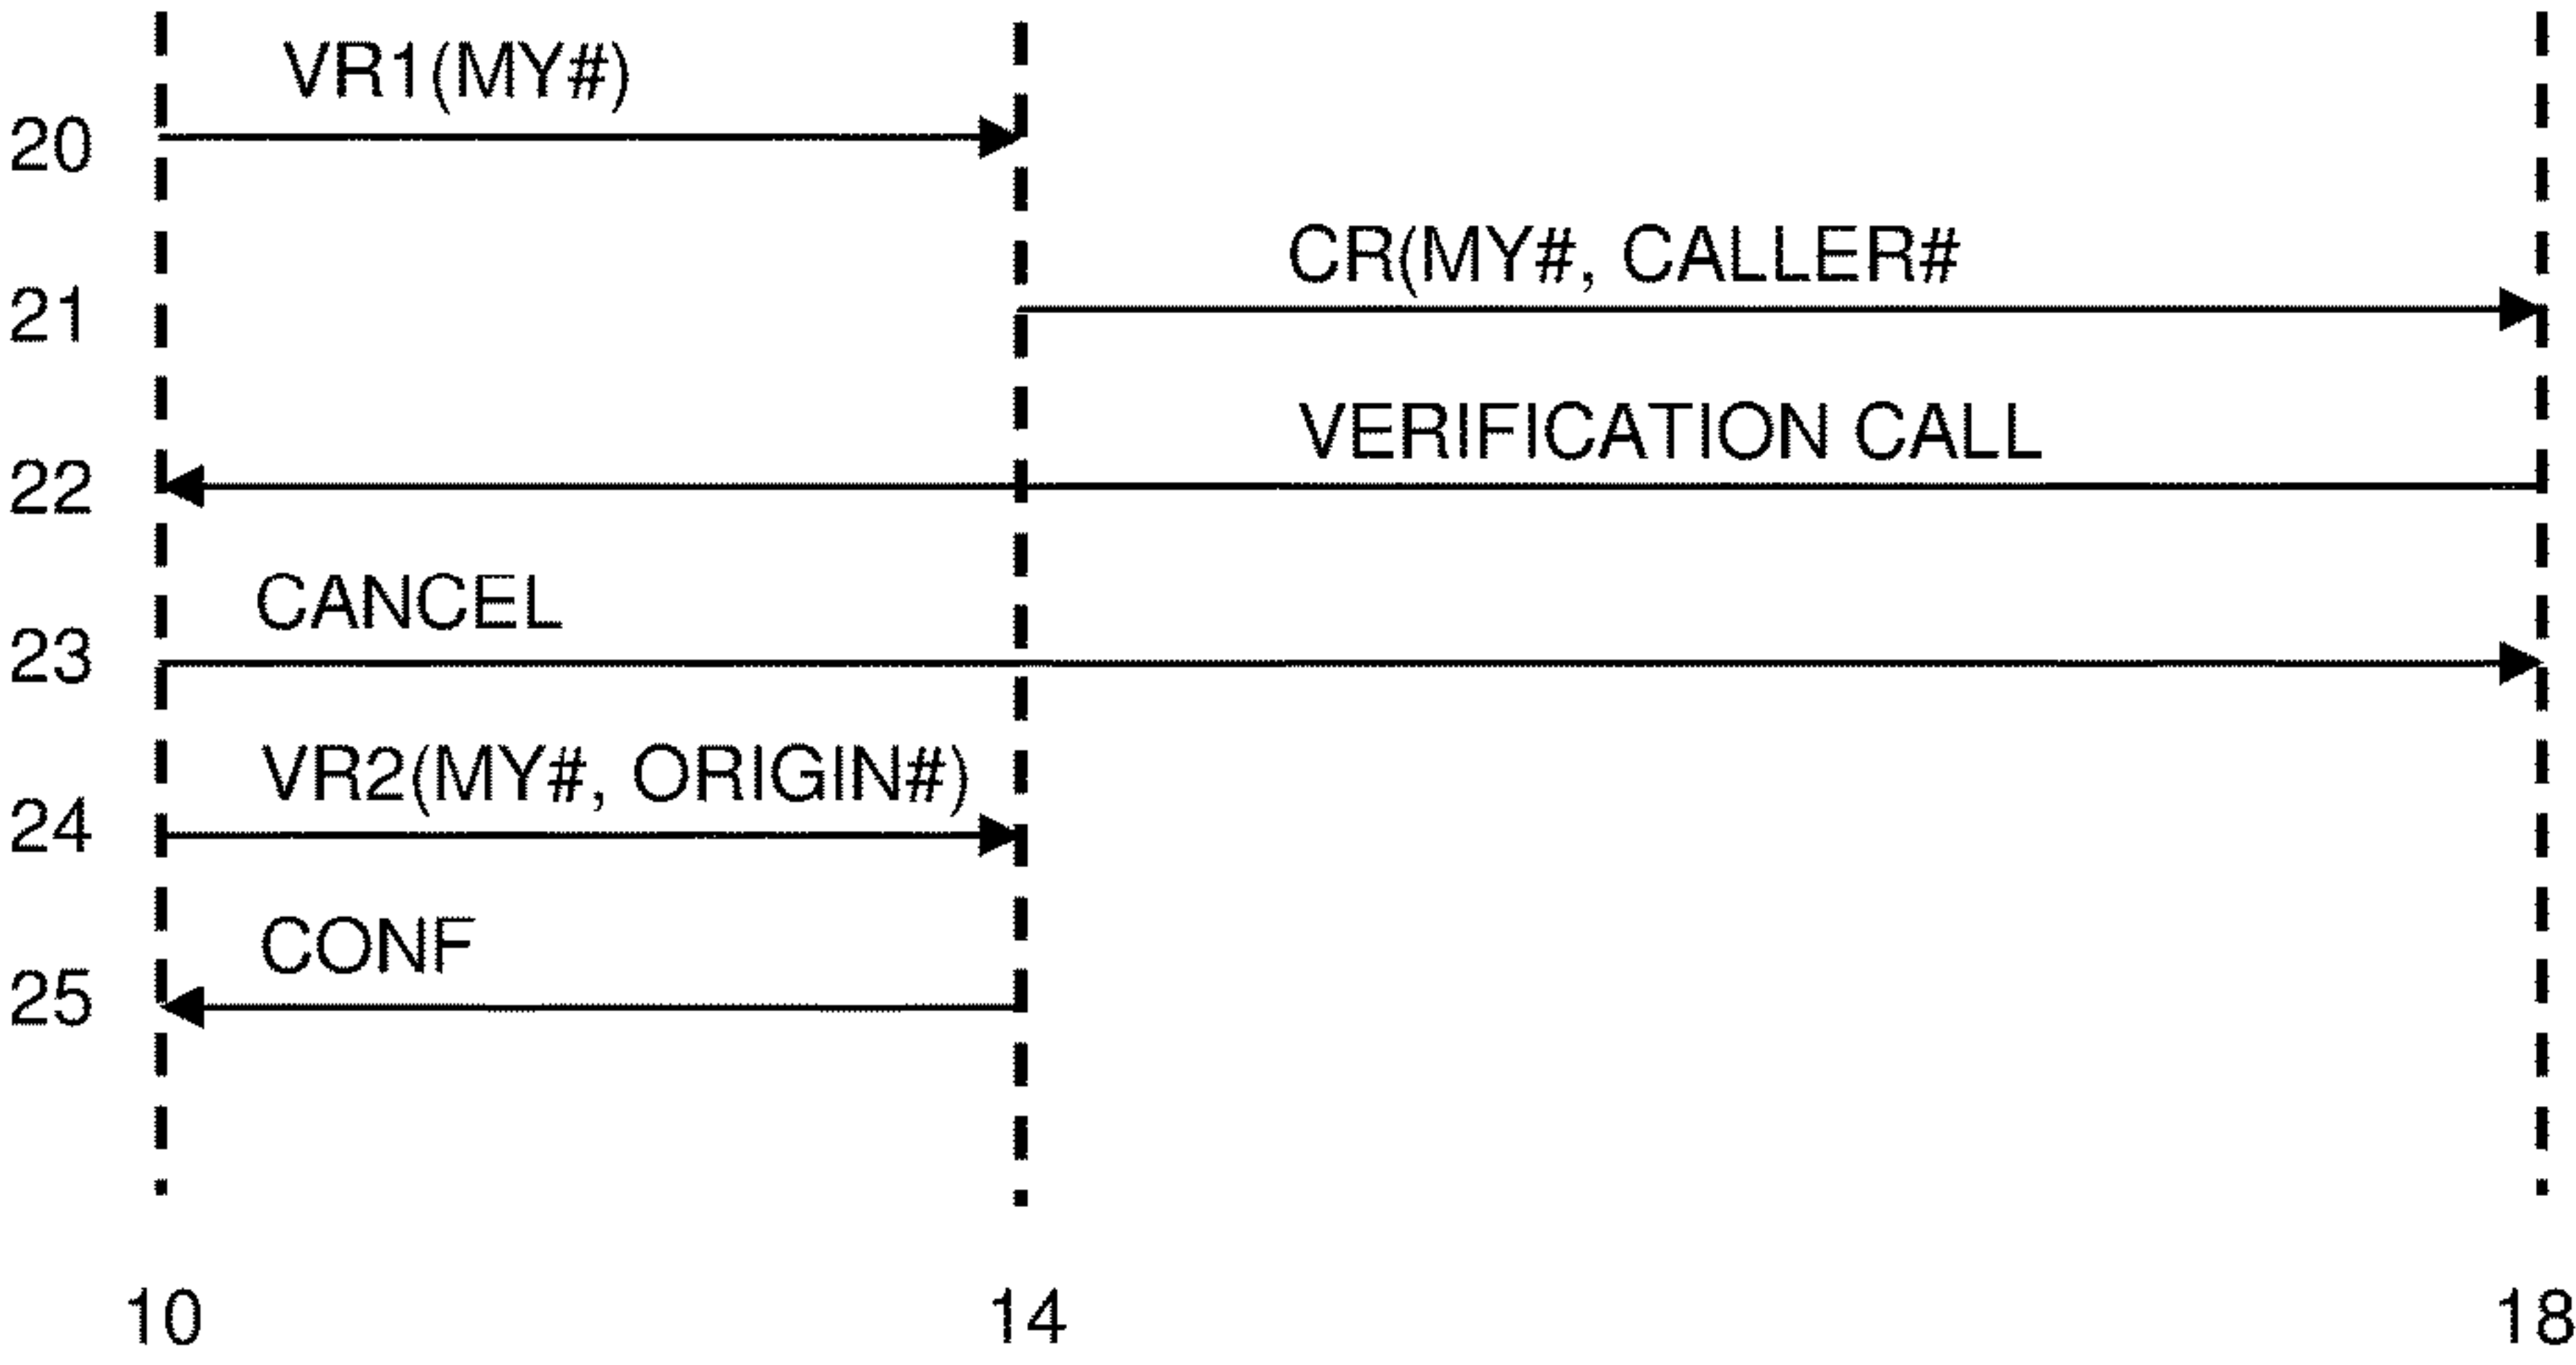 VR1(MY#)
20
CR(MY#, CALLER#
21
VERIFICATION CALL
22
CANCEL
23
VR2(MY#, ORIGIN#)
24
CONF
25
10 14 18